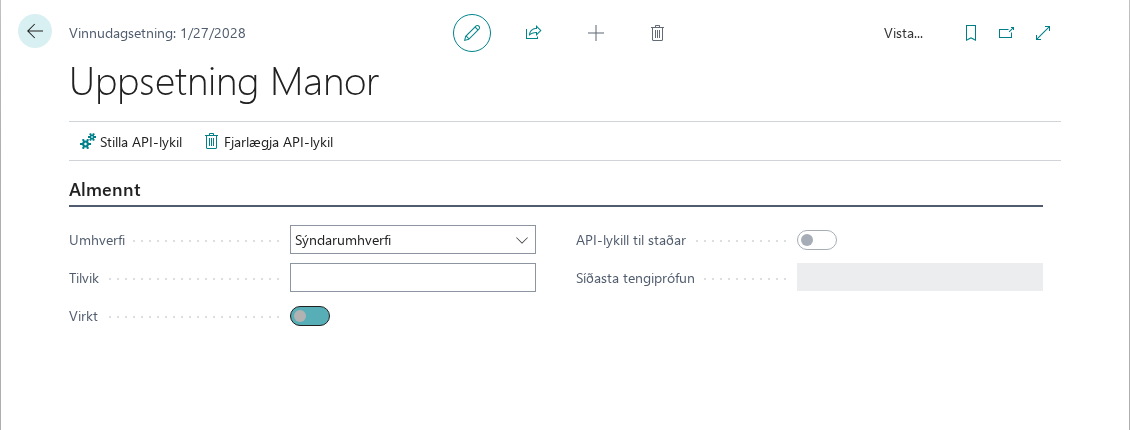 Vinnudagsetning: 1/27/2028
Vista...
Uppsetning Manor
Stilla API-lykil
Fjarlægja API-lykil
Almennt
Umhverfi
Sýndarumhverfi
API-lykill til staðar
Tilvik
Síðasta tengiprófun
Virkt